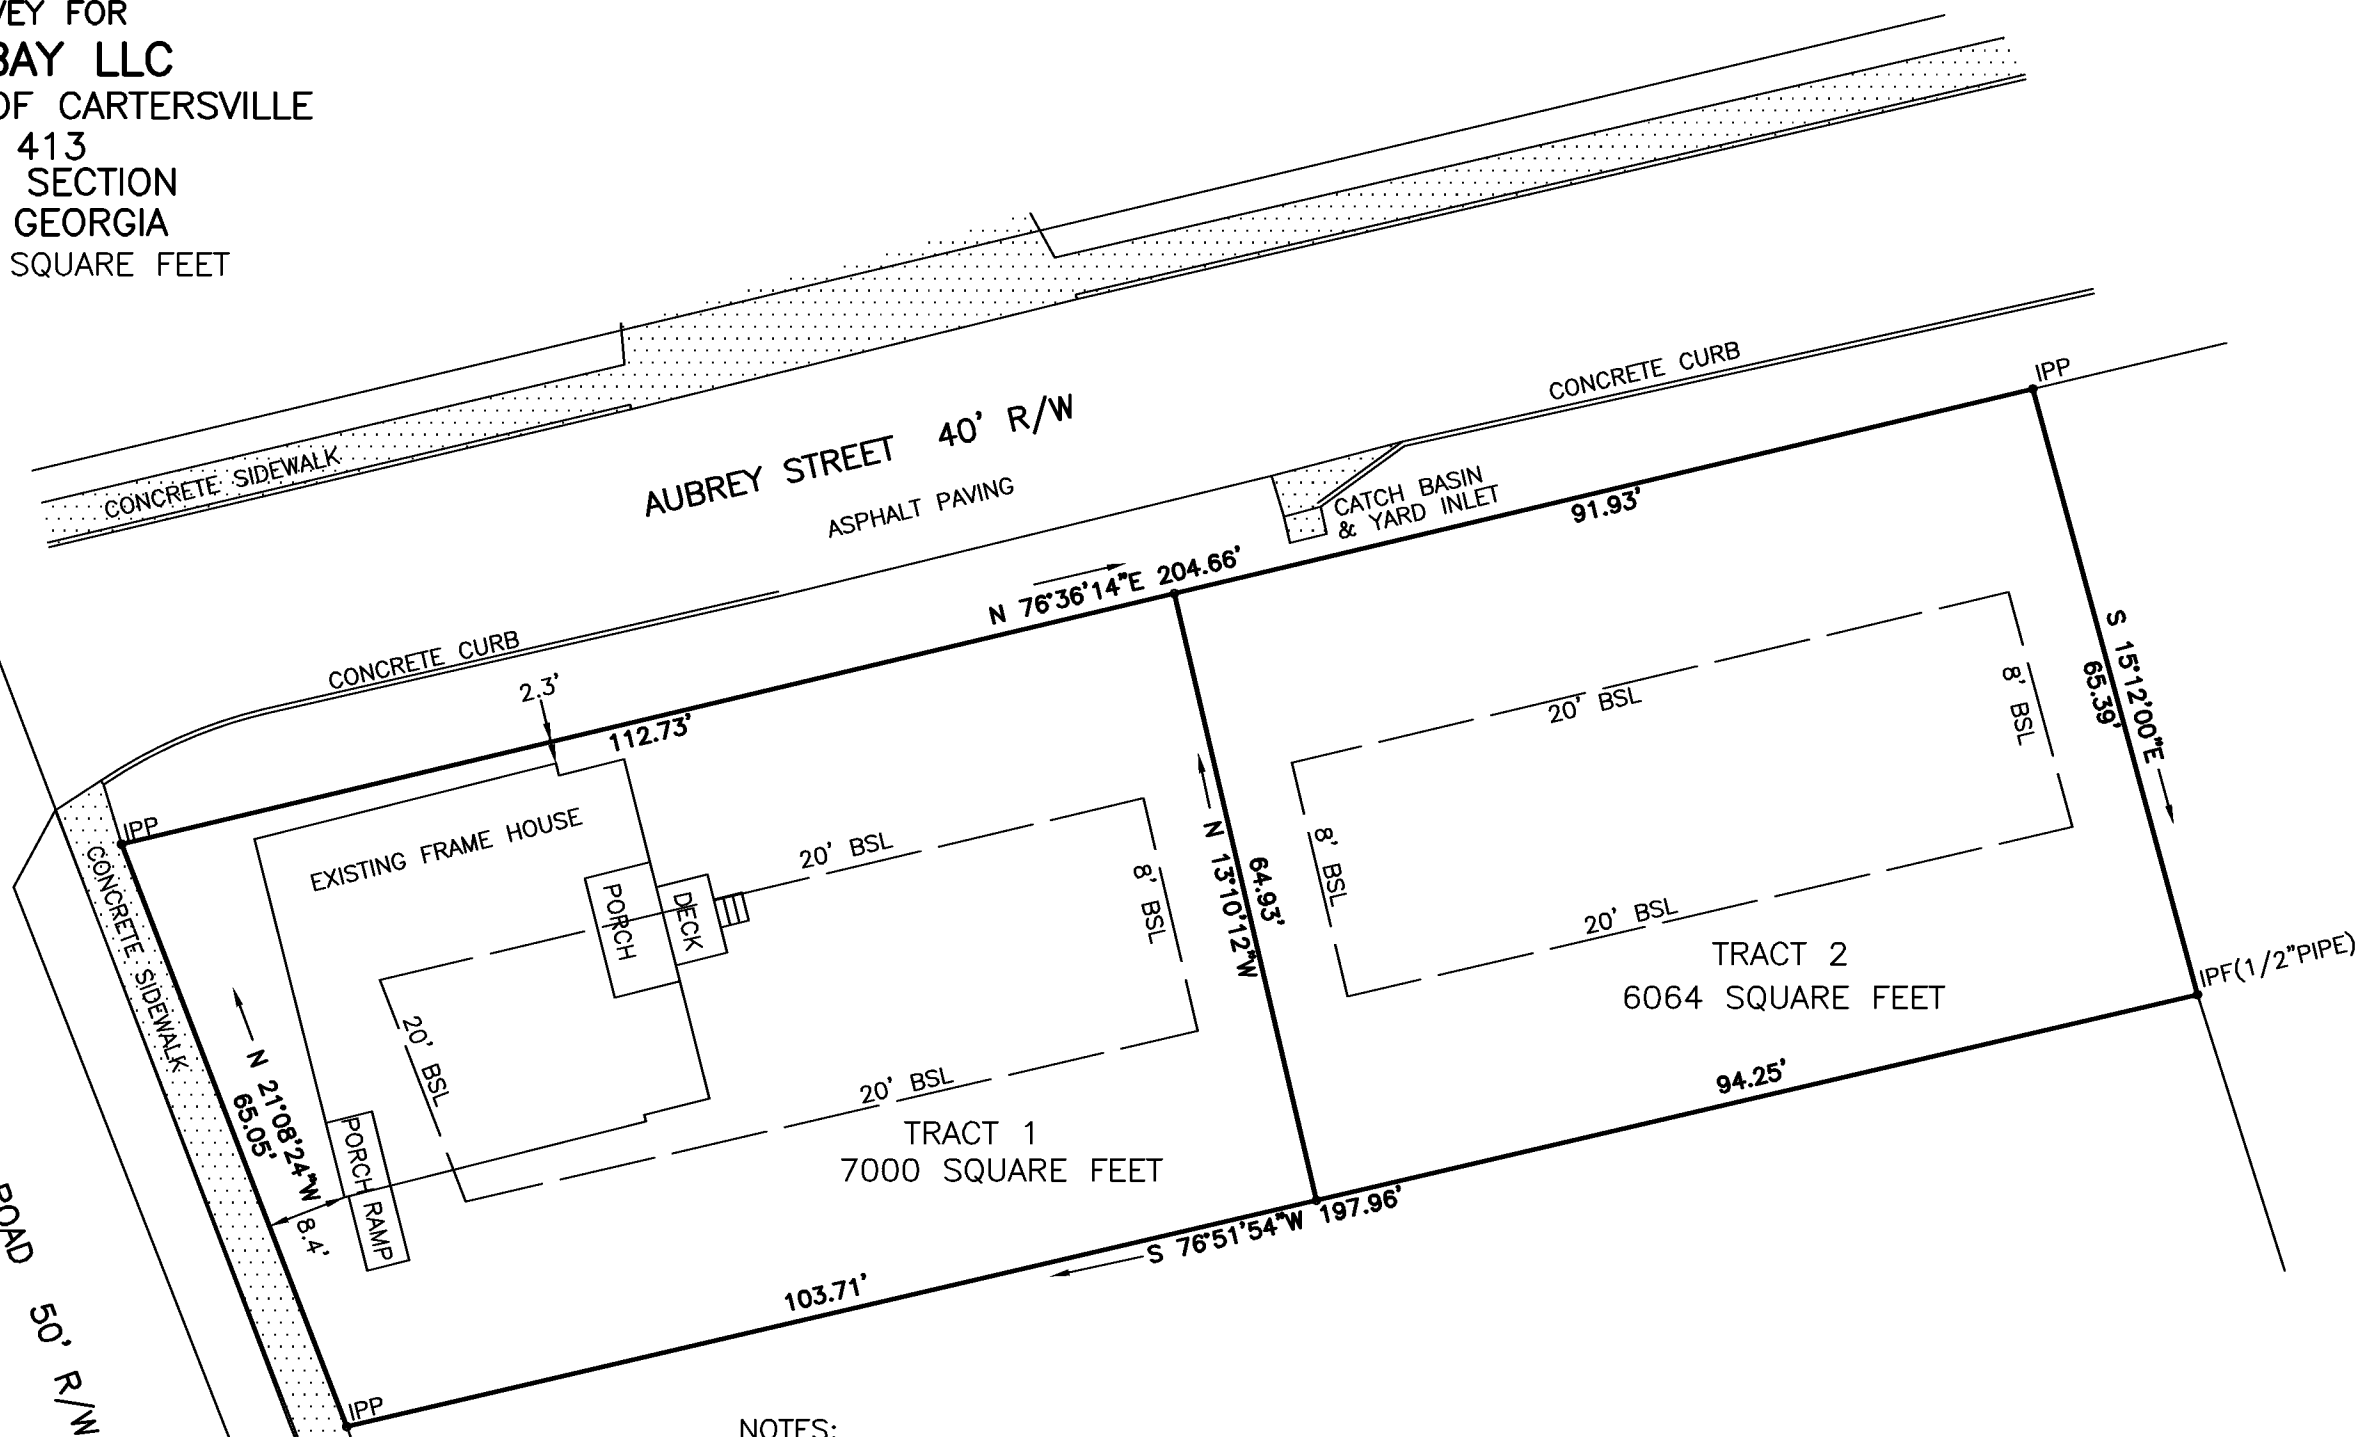 FOR
LLC
OF CARTERSVILLE
413
SECTION
GEORGIA
SQUARE FEET
CONCRETE SIDEWALK
AUBREY STREET 40' R/W
ASPHALT PAVING
CONCRETE CURB
IPP
CATCH BASIN
& YARD INLET
91.93'
N 76°36'14"E 204.66'
CONCRETE CURB
2.3'
112.73'
IPP
EXISTING FRAME HOUSE
PORCH
DECK
20' BSL
8' BSL
20' BSL
20' BSL
N 13°10'12"W
64.93'
20' BSL
8' BSL
8' BSL
20' BSL
S 15°12'00"E
65.39'
TRACT 2
6064 SQUARE FEET
IPF(1/2"PIPE)
94.25'
CONCRETE SIDEWALK
N 21°08'24"W
65.05'
PORCH
RAMP
8.4'
TRACT 1
7000 SQUARE FEET
S 76°51'54"W 197.96'
103.71'
IPP
50' R/W
NOTES: